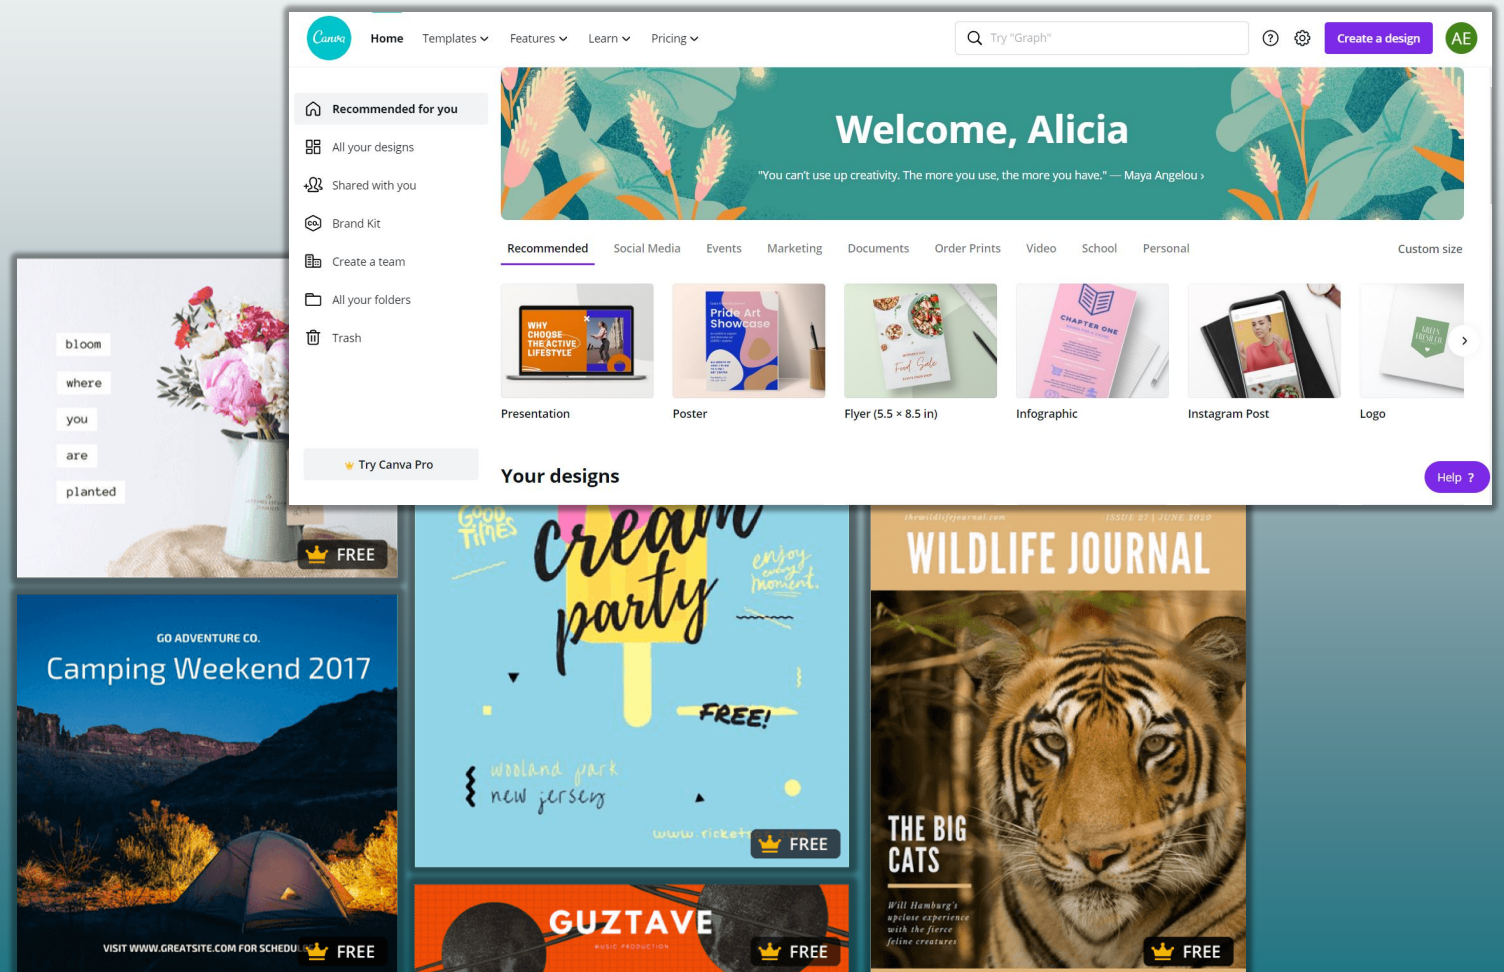 Canva
Home
Templates
Features
Learn
Pricing
Try "Graph"
?
Create a design
AE
Recommended for you
All your designs
Shared with you
CO.
Brand Kit
Create a team
All your folders
Trash
Try Canva Pro
Welcome, Alicia
"You can't use up creativity. The more you use, the more you have." — Maya Angelou ›
Recommended
Social Media
Events
Marketing
Documents
Order Prints
Video
School
Personal
Custom size
WHY
CHOOSE
THE ACTIVE
LIFESTYLE
Pride Art
Showcase
Food Sale
CHAPTER ONE
GREEN
FRESH CO.
Presentation
Poster
Flyer (5.5 × 8.5 in)
Infographic
Instagram Post
Logo
Your designs
Help ?
bloom
where
you
are
planted
FREE
GO ADVENTURE CO.
Camping Weekend 2017
VISIT WWW.GREATSITE.COM FOR
FREE
GOOD
TIMES
cream
party
enjoy
every
moment.
FREE!
wooland park
new jersey
FREE
GUZTAVE
MUSIC PRODUCTION
FREE
thewildlifejournal.com
ISSUE 27 | JUNE 2020
WILDLIFE JOURNAL
THE BIG
CATS
Will Hamburg's
upclose experience
with the fierce
feline creatures
FREE